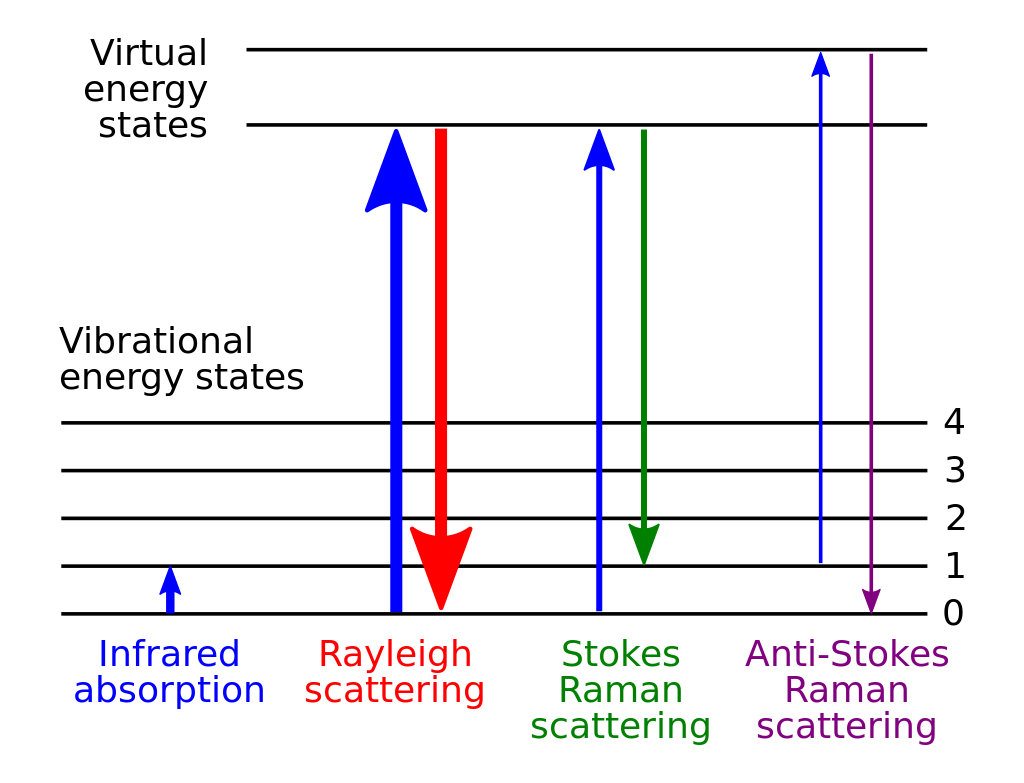 Virtual
energy
states
Vibrational
energy states
4
3
2
1
0
Infrared
absorption
Rayleigh
scattering
Stokes
Raman
scattering
Anti-Stokes
Raman
scattering